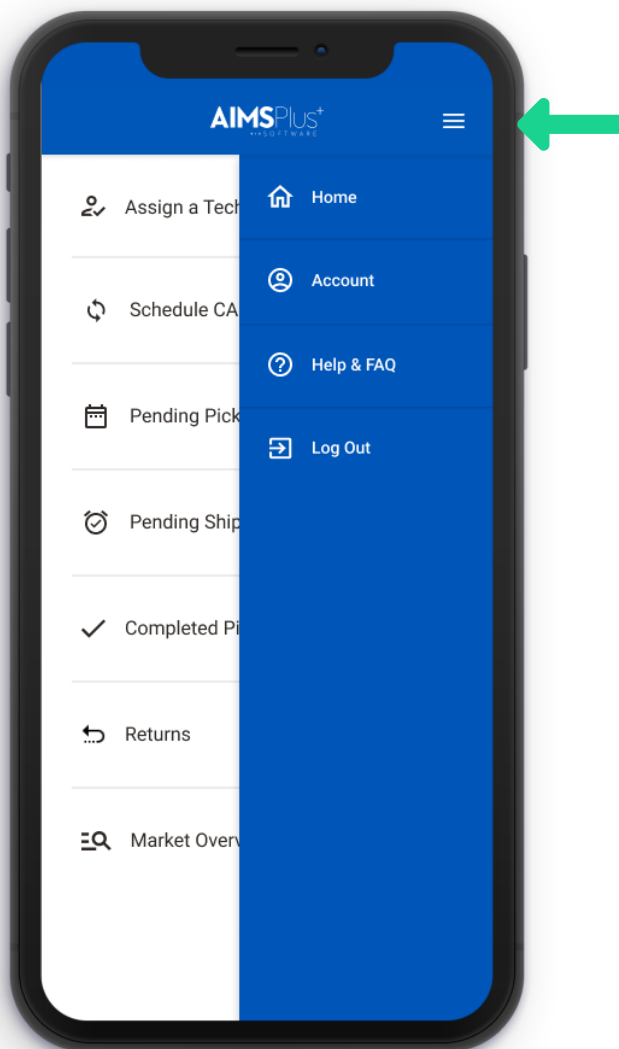 AIMSPlus+
SOFTWARE
Assign a Tech
Schedule CA
Pending Pick
Pending Ship
Completed Pi
Returns
Market Overv
Home
Account
Help & FAQ
Log Out